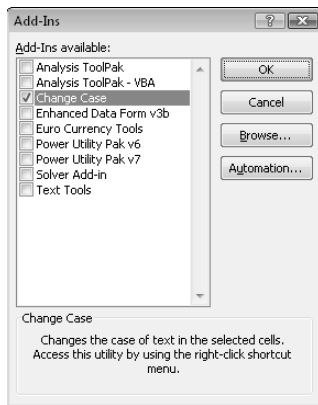 Add-Ins
Add-Ins available:
Analysis ToolPak
Analysis ToolPak - VBA
Change Case
Enhanced Data Form v3b
Euro Currency Tools
Power Utility Pak v6
Power Utility Pak v7
Solver Add-in
Text Tools
OK
Cancel
Browse...
Automation...
Change Case
Changes the case of text in the selected cells.
Access this utility by using the right-click shortcut
menu.